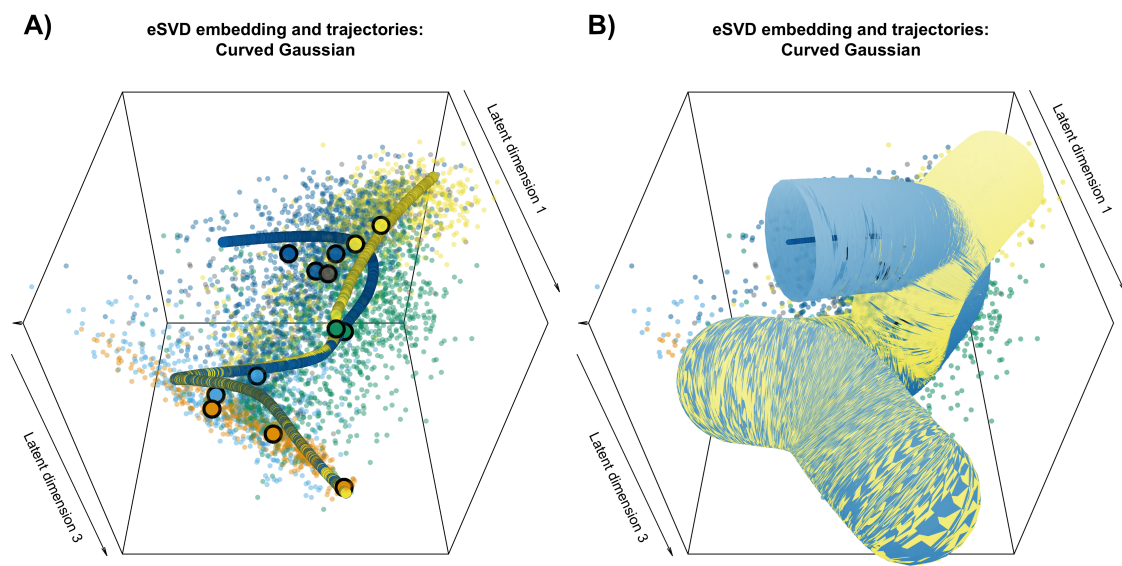 A)
eSVD embedding and trajectories:
Curved Gaussian
Latent dimension 1
Latent dimension 3
B)
eSVD embedding and trajectories:
Curved Gaussian
Latent dimension 1
Latent dimension 3